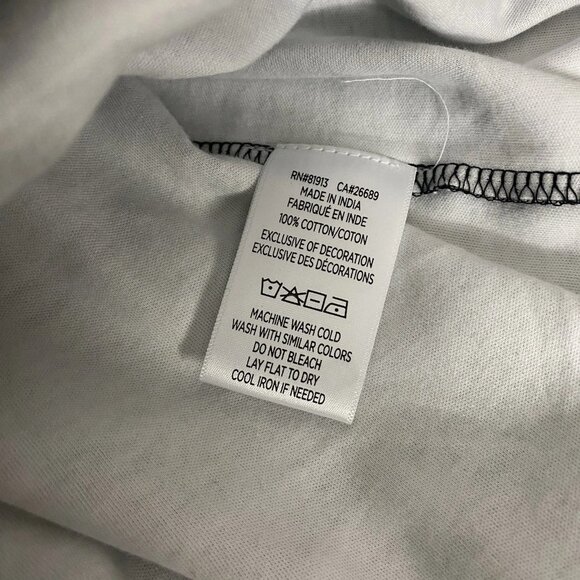 RN#81913 CA#26689
MADE IN INDIA
FABRIQUÉ EN INDE
100% COTTON/COTON
EXCLUSIVE OF DECORATION
EXCLUSIVE DES DÉCORATIONS
MACHINE WASH COLD
WASH WITH SIMILAR COLORS
DO NOT BLEACH
LAY FLAT TO DRY
COOL IRON IF NEEDED